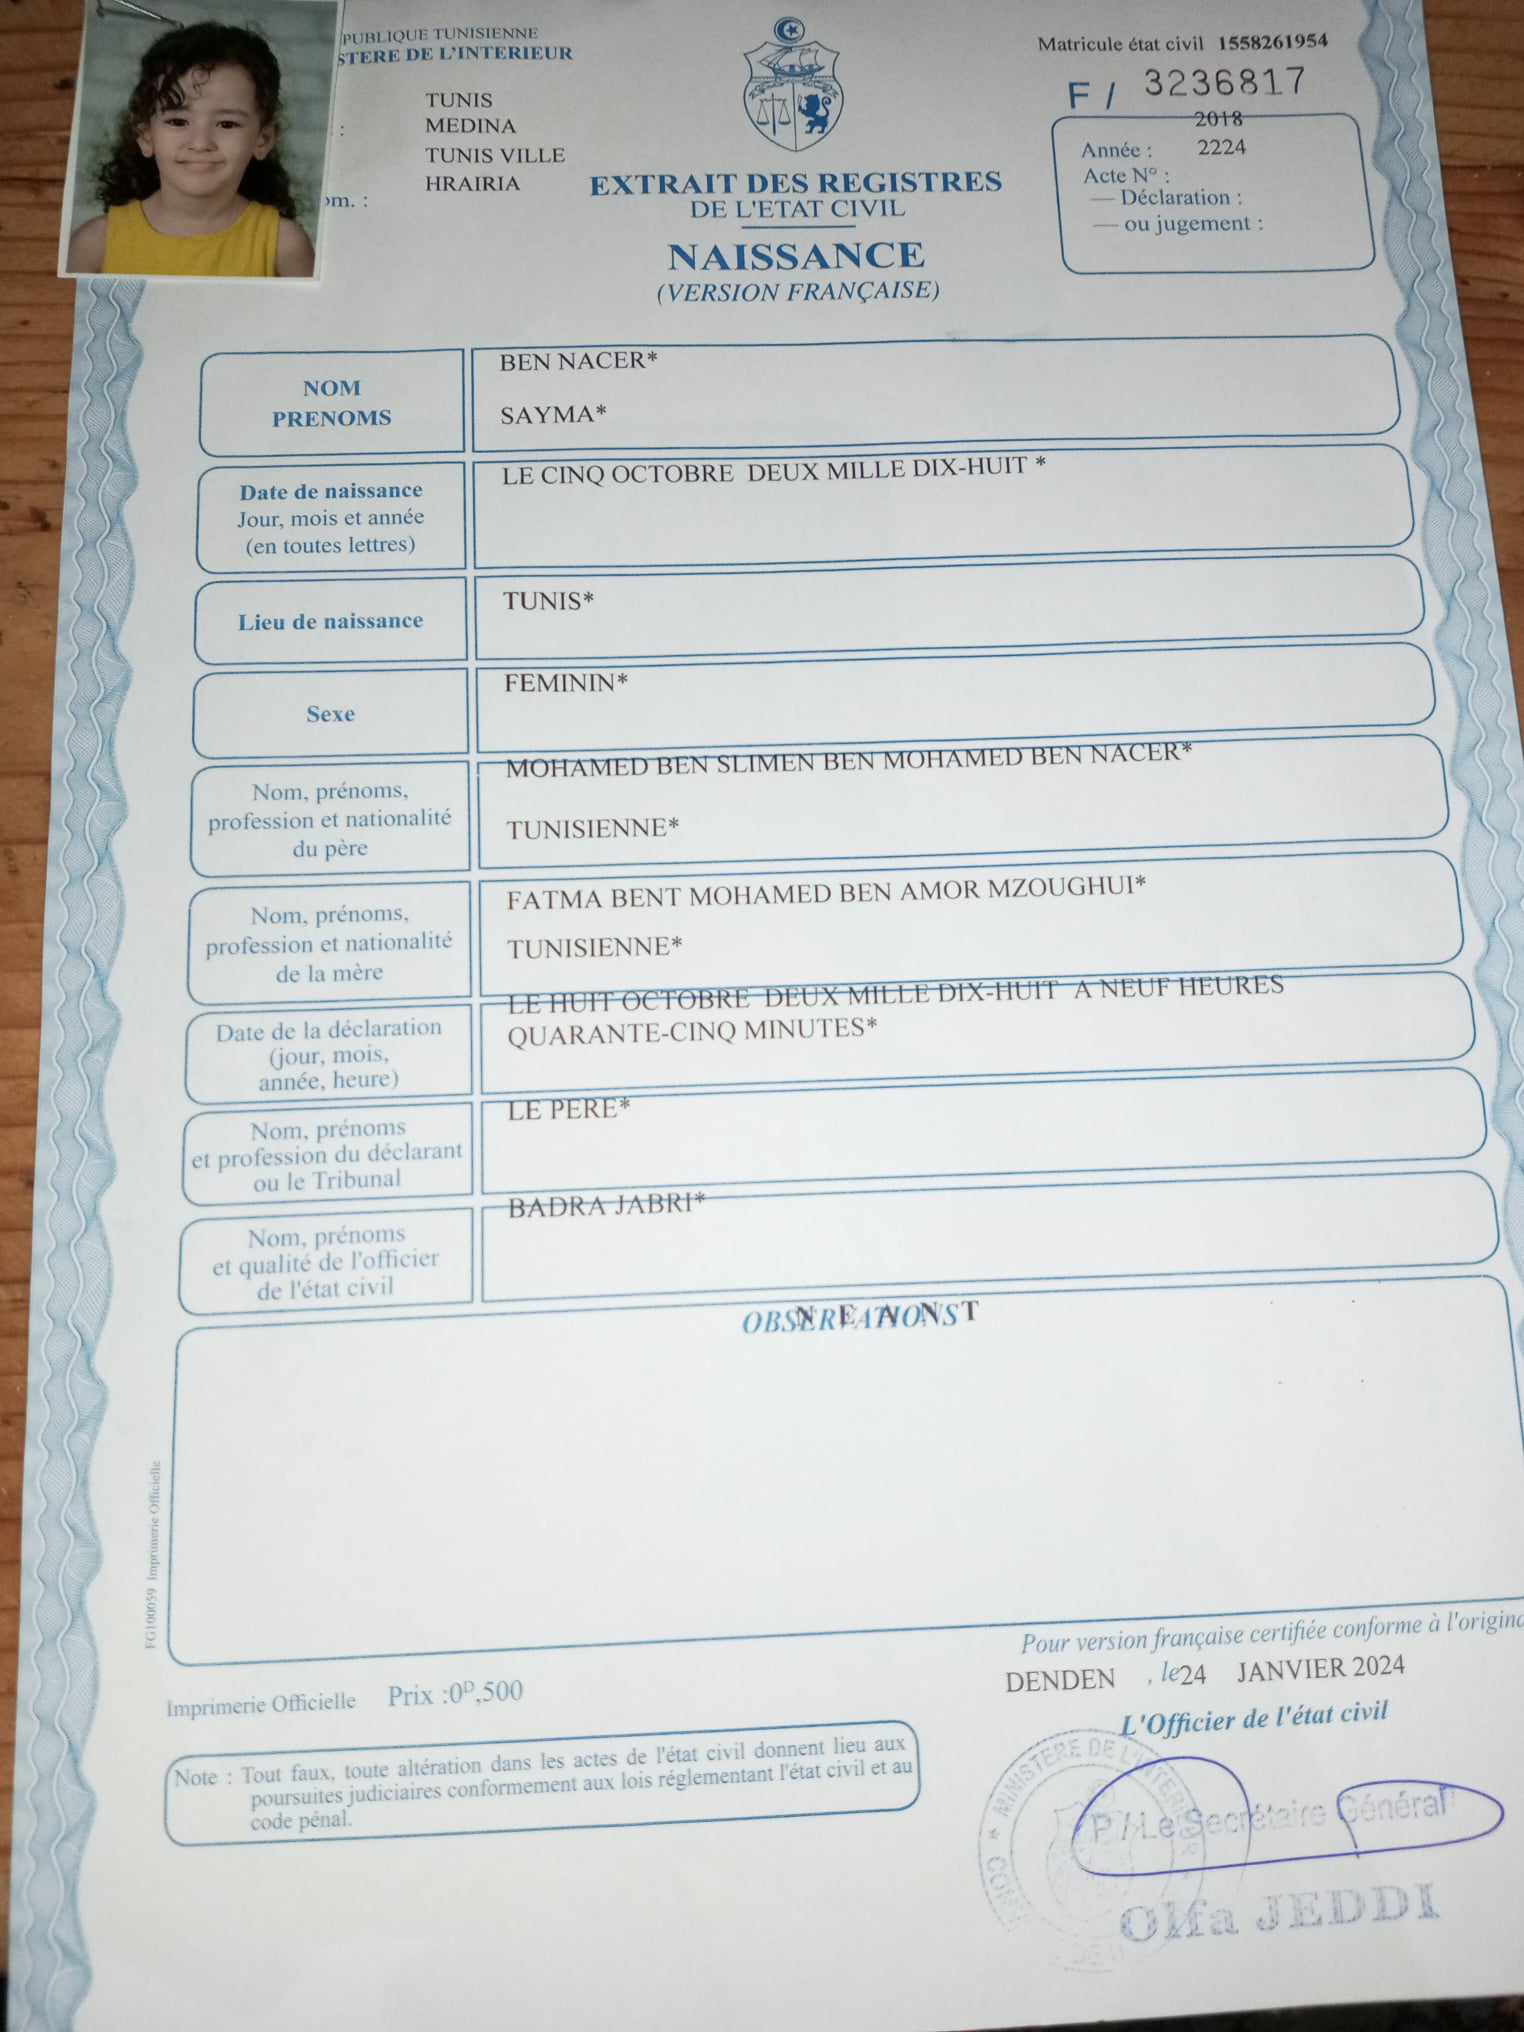 PUBLIQUE TUNISIENNE
STERE DE L'INTERIEUR
TUNIS
: MEDINA
TUNIS VILLE
HRAIRIA
om. :
EXTRAIT DES REGISTRES
DE L'ETAT CIVIL
NAISSANCE
(VERSION FRANÇAISE)
Matricule état civil 1558261954
F / 3236817
2018
Année : 2224
Acte N° :
— Déclaration :
— ou jugement :
NOM
PRENOMS
BEN NACER*
SAYMA*
Date de naissance
Jour, mois et année
(en toutes lettres)
LE CINQ OCTOBRE DEUX MILLE DIX-HUIT *
Lieu de naissance
TUNIS*
Sexe
FEMININ*
Nom, prénoms,
profession et nationalité
du père
MOHAMED BEN SLIMEN BEN MOHAMED BEN NACER*
TUNISIENNE*
Nom, prénoms,
profession et nationalité
de la mère
FATMA BENT MOHAMED BEN AMOR MZOUGHUI*
TUNISIENNE*
Date de la déclaration
(jour, mois,
année, heure)
LE HUIT OCTOBRE DEUX MILLE DIX-HUIT A NEUF HEURES
QUARANTE-CINQ MINUTES*
Nom, prénoms
et profession du déclarant
ou le Tribunal
LE PERE*
Nom, prénoms
et qualité de l'officier
de l'état civil
BADRA JABRI*
OBSERVATIONS
N E A N T
FG100059 Imprimerie Officielle
Pour version française certifiée conforme à l'origina
DENDEN , le 24 JANVIER 2024
L'Officier de l'état civil
Imprimerie Officielle Prix :0ᴰ,500
Note : Tout faux, toute altération dans les actes de l'état civil donnent lieu aux
poursuites judiciaires conformement aux lois réglementant l'état civil et au
code pénal.
* MINISTERE DE L'INTERIEUR *
P / Le Secrétaire Général
Olfa JEDDI